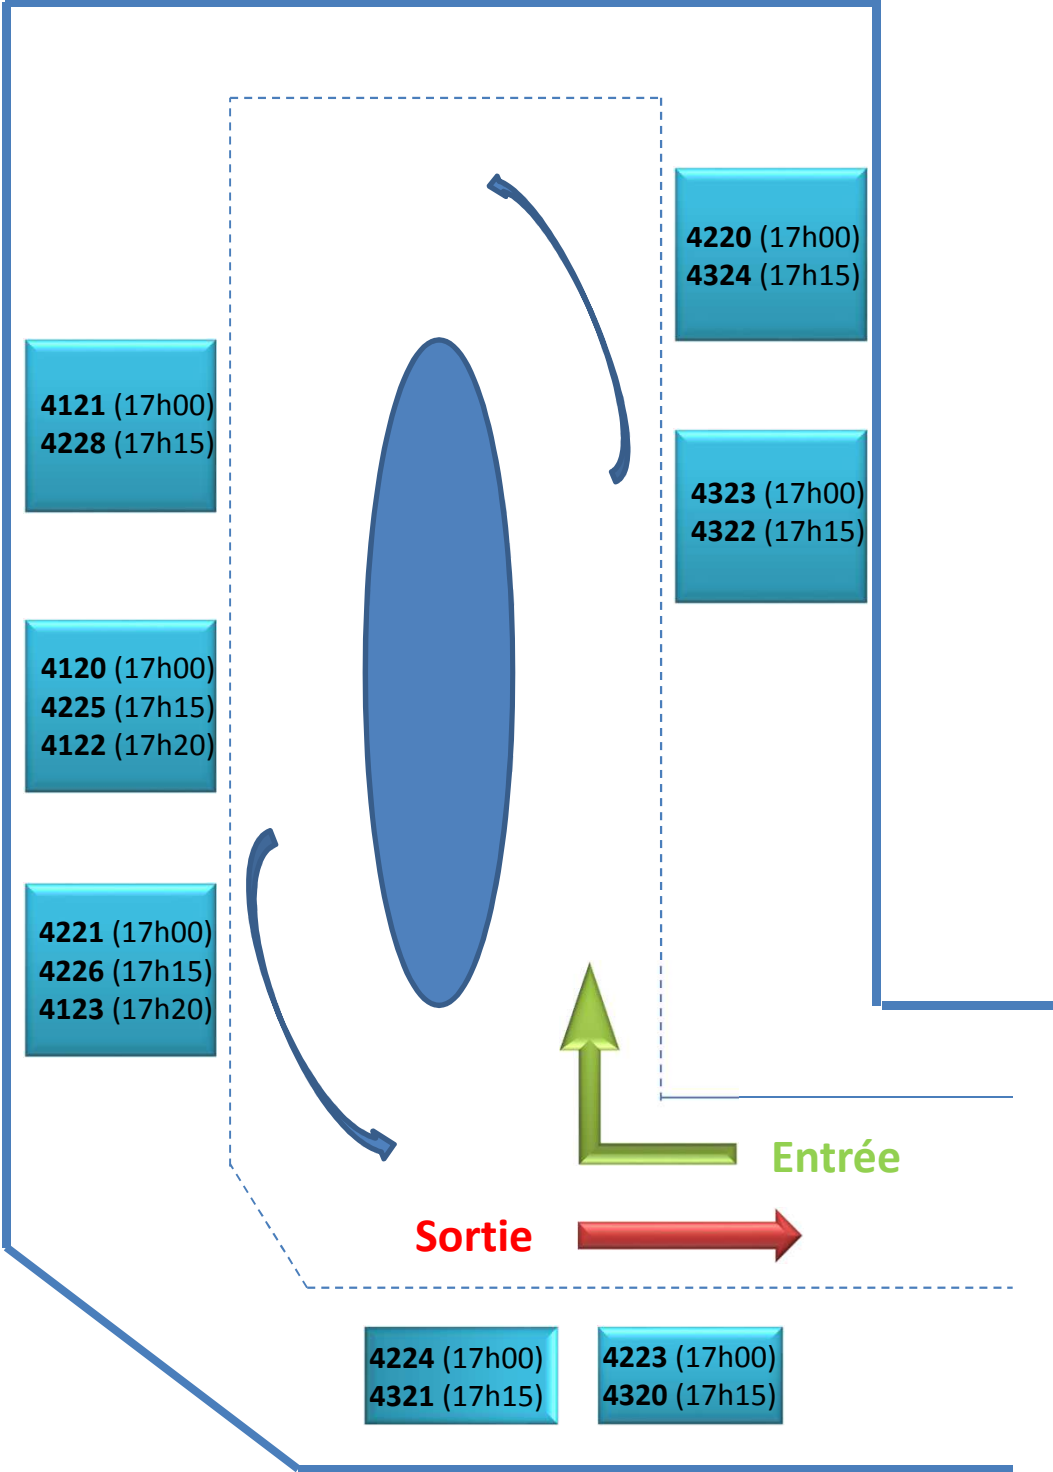 4220 (17h00)
4324 (17h15)
4121 (17h00)
4228 (17h15)
4323 (17h00)
4322 (17h15)
4120 (17h00)
4225 (17h15)
4122 (17h20)
4221 (17h00)
4226 (17h15)
4123 (17h20)
Entrée
Sortie
4224 (17h00)
4321 (17h15)
4223 (17h00)
4320 (17h15)